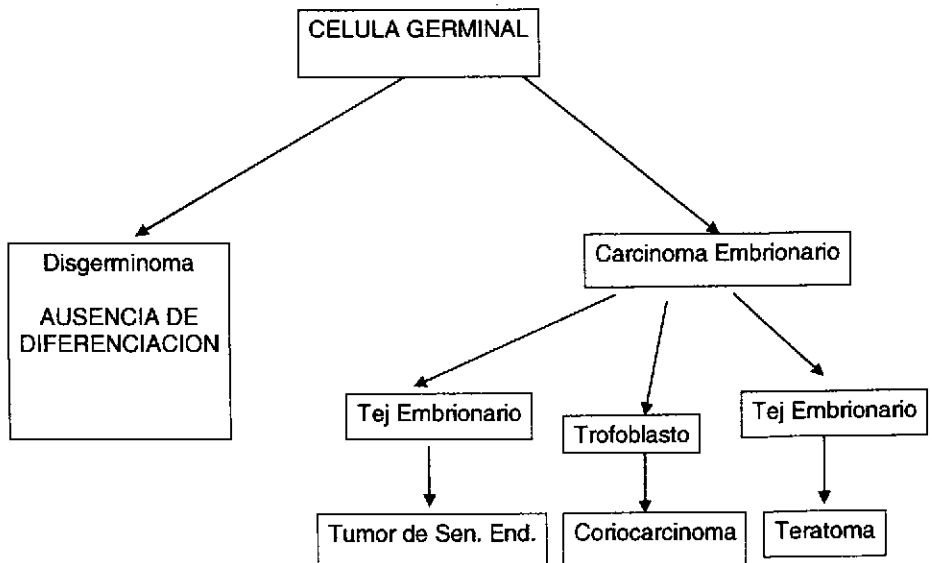 CELULA GERMINAL
Disgerminoma
AUSENCIA DE
DIFERENCIACION
Carcinoma Embrionario
Tej Embrionario
Trofoblasto
Tej Embrionario
Tumor de Sen. End.
Coriocarcinoma
Teratoma